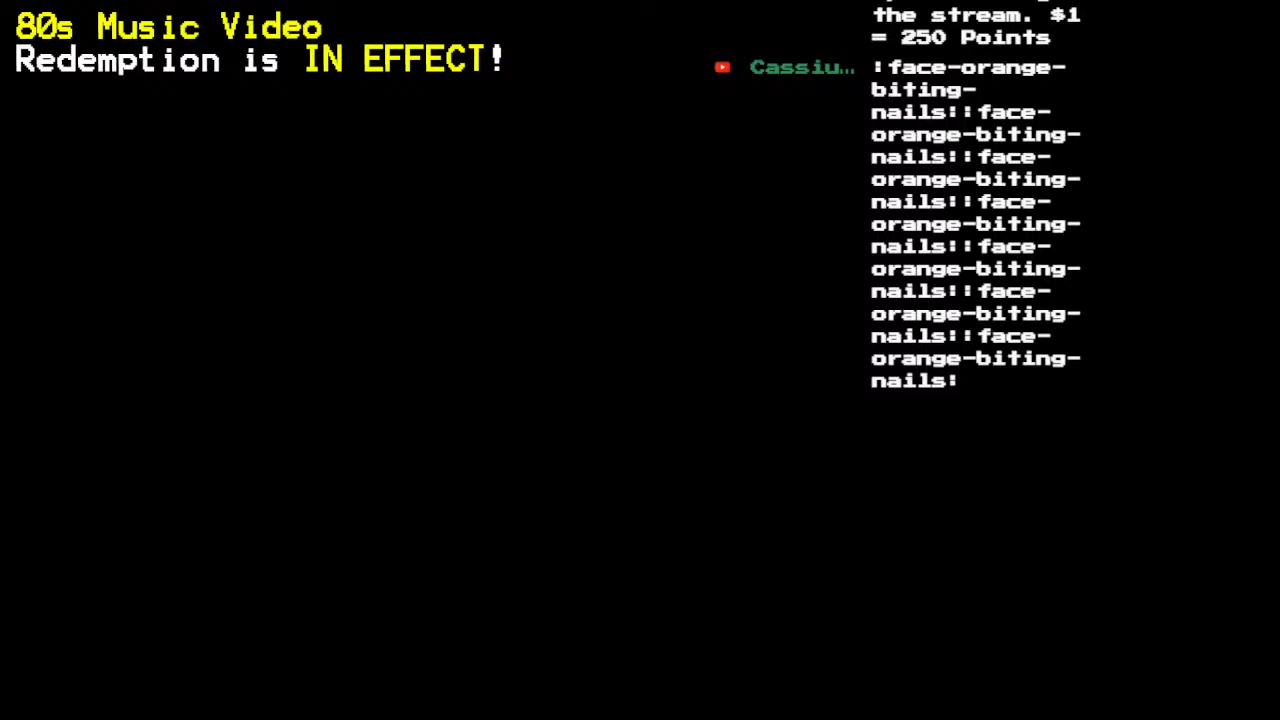 80s Music Video
Redemption is IN EFFECT!
the stream. $1
= 250 Points
Cassiu… :face-orange-
biting-
nails::face-
orange-biting-
nails::face-
orange-biting-
nails::face-
orange-biting-
nails::face-
orange-biting-
nails::face-
orange-biting-
nails::face-
orange-biting-
nails: